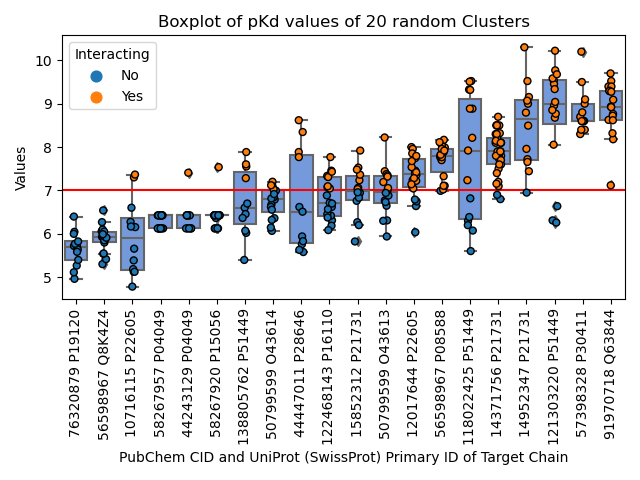 Boxplot of pKd values of 20 random Clusters
Interacting
No
Yes
Values
10
9
8
7
6
5
76320879 P19120
56598967 Q8K4Z4
10716115 P22605
58267957 P04049
44243129 P04049
58267920 P15056
138805762 P51449
50799599 O43614
44447011 P28646
122468143 P16110
15852312 P21731
50799599 O43613
12017644 P22605
56598967 P08588
118022425 P51449
14371756 P21731
14952347 P21731
121303220 P51449
57398328 P30411
91970718 Q63844
PubChem CID and UniProt (SwissProt) Primary ID of Target Chain